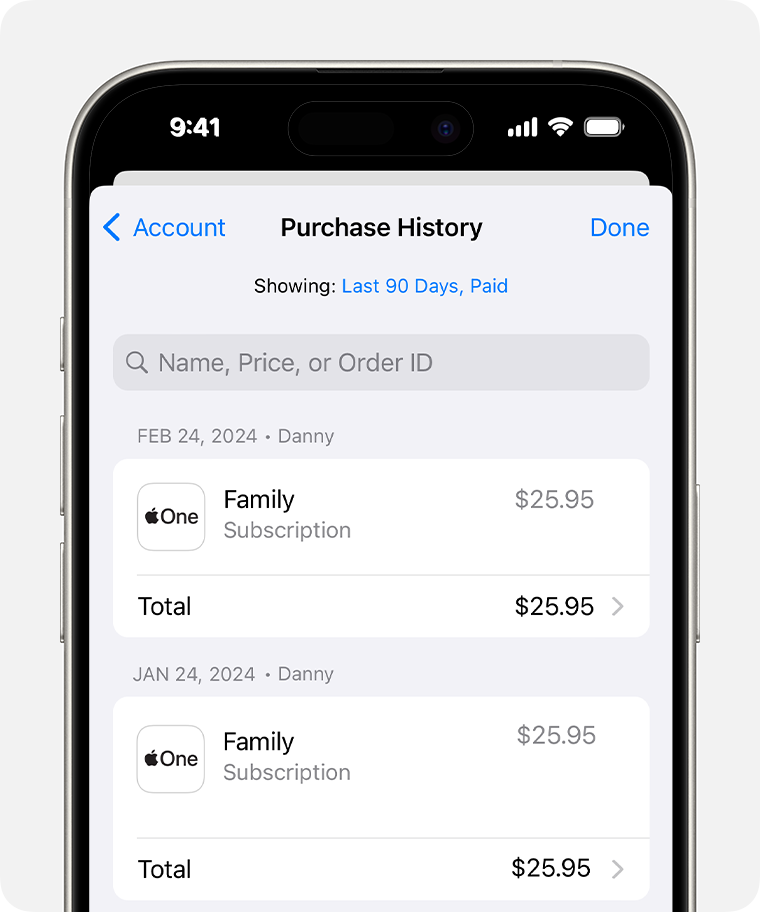 9:41
Account Purchase History Done
Showing: Last 90 Days, Paid
Name, Price, or Order ID
FEB 24, 2024 • Danny
One Family $25.95
Subscription
Total $25.95
JAN 24, 2024 • Danny
One Family $25.95
Subscription
Total $25.95